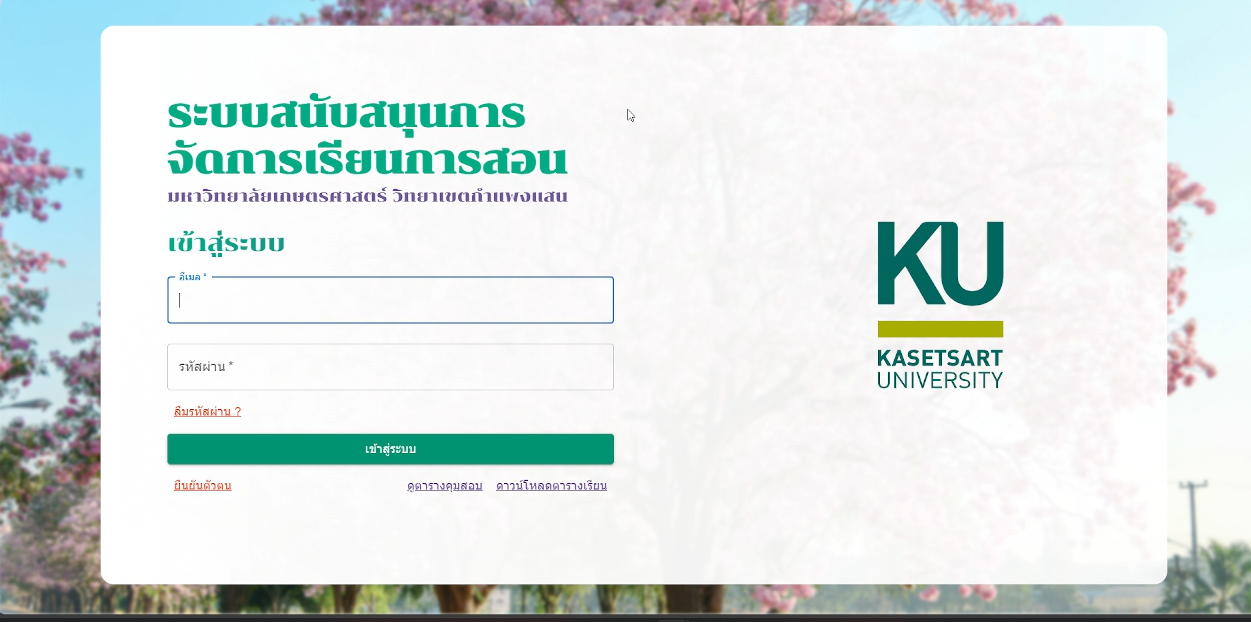 ระบบสนับสนุนการ
จัดการเรียนการสอน
มหาวิทยาลัยเกษตรศาสตร์ วิทยาเขตกำแพงแสน
เข้าสู่ระบบ
อีเมล *
รหัสผ่าน *
ลืมรหัสผ่าน ?
เข้าสู่ระบบ
ยืนยันตัวตน ดูตารางคุมสอบ ดาวน์โหลดตารางเรียน
KU
KASETSART
UNIVERSITY